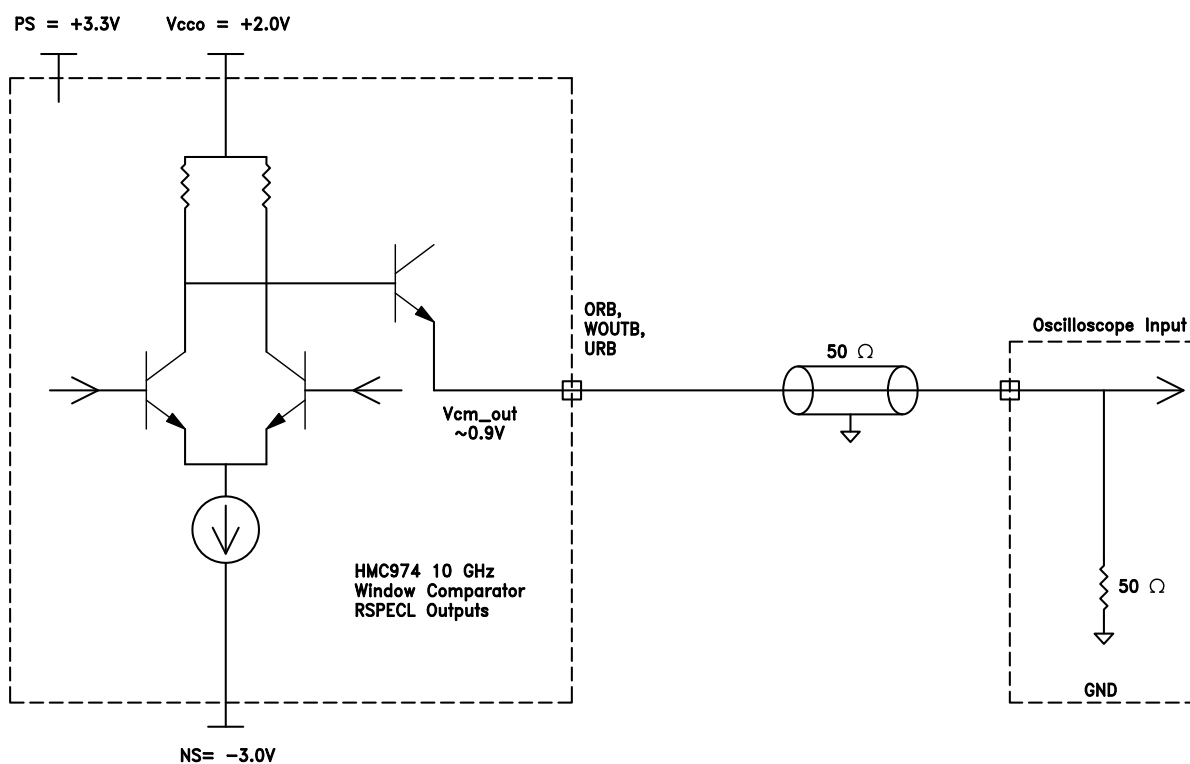 PS = +3.3V
Vcco = +2.0V
ORB,
WOUTB,
URB
50 Ω
Oscilloscope Input
Vcm_out
~0.9V
HMC974 10 GHz
Window Comparator
RSPECL Outputs
50 Ω
GND
NS= -3.0V